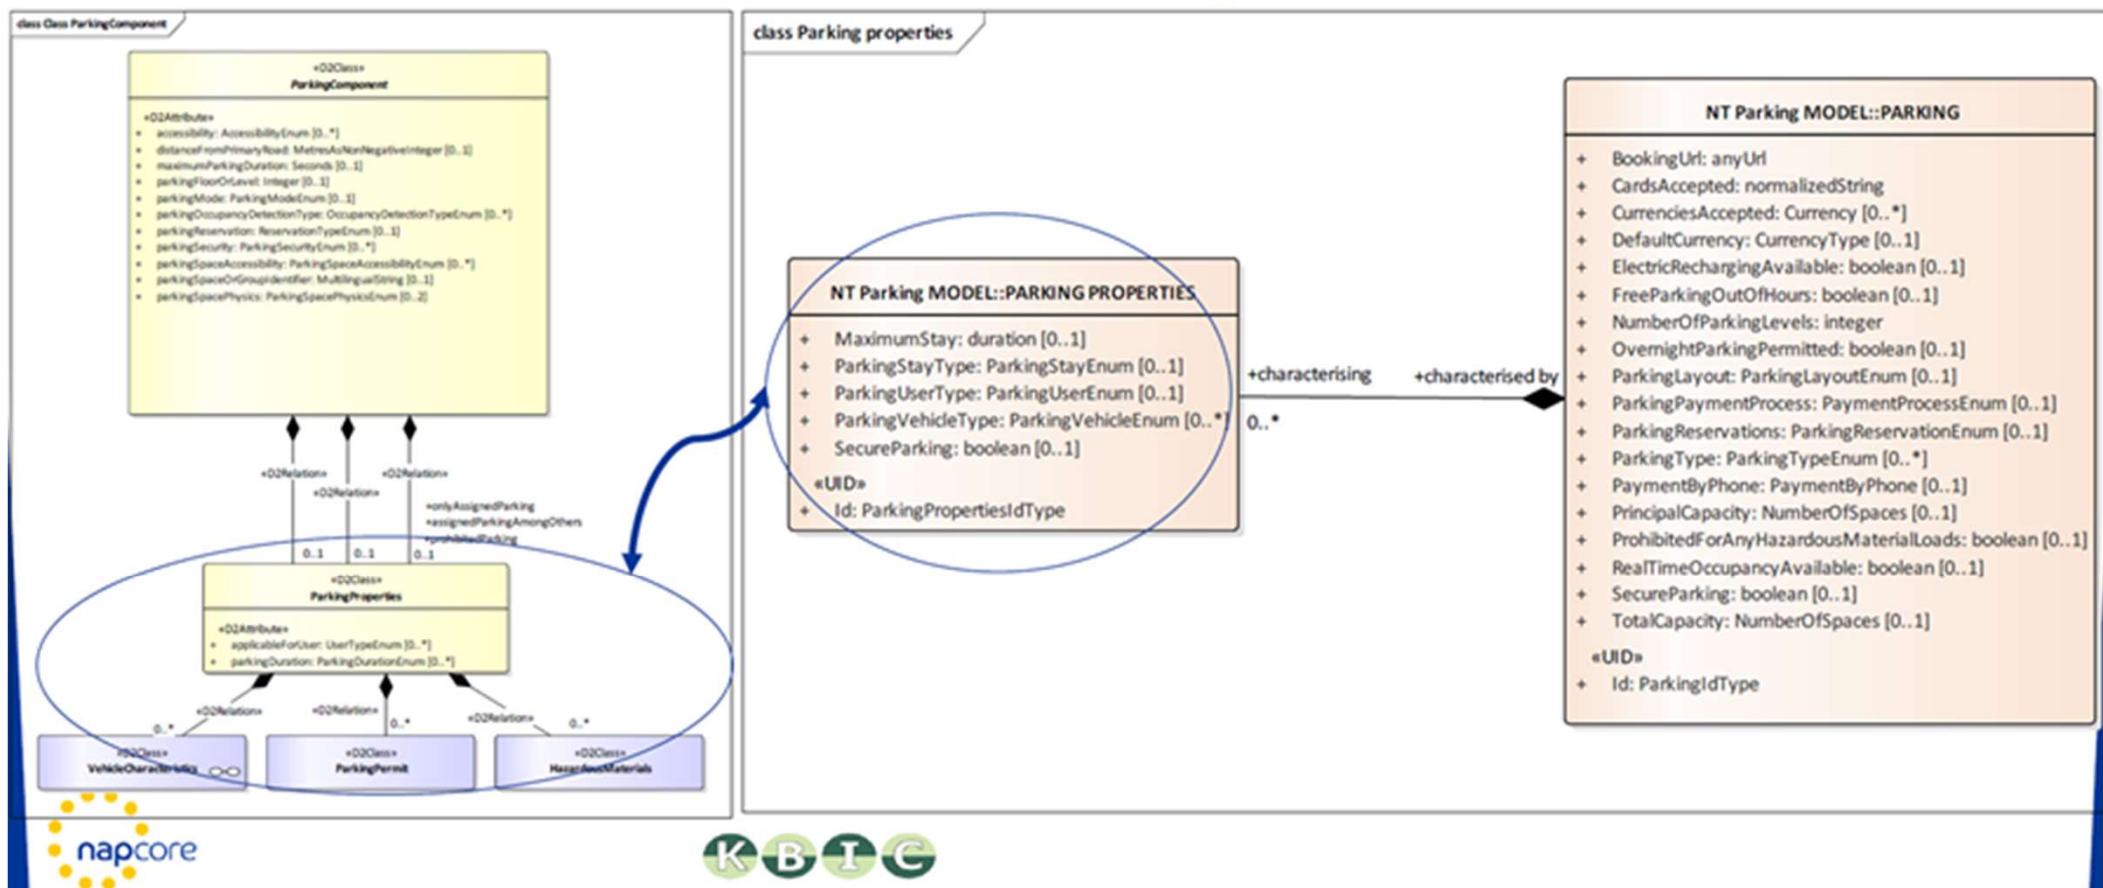 class Class ParkingComponent
«D2Class»
ParkingComponent
«D2Attribute»
+ accessibility: AccessibilityEnum [0..*]
+ distanceFromPrimaryRoad: MetresAsNonNegativeInteger [0..1]
+ maximumParkingDuration: Seconds [0..1]
+ parkingFloorOrLevel: Integer [0..1]
+ parkingMode: ParkingModeEnum [0..1]
+ parkingOccupancyDetectionType: OccupancyDetectionTypeEnum [0..*]
+ parkingReservation: ReservationTypeEnum [0..1]
+ parkingSecurity: ParkingSecurityEnum [0..*]
+ parkingSpaceAccessibility: ParkingSpaceAccessibilityEnum [0..*]
+ parkingSpaceOrGroupIdentifier: MultilingualString [0..1]
+ parkingSpacePhysics: ParkingSpacePhysicsEnum [0..2]
«D2Relation»
«D2Relation»
«D2Relation»
+onlyAssignedParking
+assignedParkingAmongOthers
+prohibitedParking
0..1
0..1
0..1
«D2Class»
ParkingProperties
«D2Attribute»
+ applicableForUser: UserTypeEnum [0..*]
+ parkingDuration: ParkingDurationEnum [0..*]
«D2Relation»
«D2Relation»
«D2Relation»
0..*
0..*
0..*
«D2Class»
VehicleCharacteristics
«D2Class»
ParkingPermit
«D2Class»
HazardousMaterials
class Parking properties
NT Parking MODEL::PARKING PROPERTIES
+ MaximumStay: duration [0..1]
+ ParkingStayType: ParkingStayEnum [0..1]
+ ParkingUserType: ParkingUserEnum [0..1]
+ ParkingVehicleType: ParkingVehicleEnum [0..*]
+ SecureParking: boolean [0..1]
«UID»
+ Id: ParkingPropertiesIdType
+characterising
+characterised by
0..*
NT Parking MODEL::PARKING
+ BookingUrl: anyUrl
+ CardsAccepted: normalizedString
+ CurrenciesAccepted: Currency [0..*]
+ DefaultCurrency: CurrencyType [0..1]
+ ElectricRechargingAvailable: boolean [0..1]
+ FreeParkingOutOfHours: boolean [0..1]
+ NumberOfParkingLevels: integer
+ OvernightParkingPermitted: boolean [0..1]
+ ParkingLayout: ParkingLayoutEnum [0..1]
+ ParkingPaymentProcess: PaymentProcessEnum [0..1]
+ ParkingReservations: ParkingReservationEnum [0..1]
+ ParkingType: ParkingTypeEnum [0..*]
+ PaymentByPhone: PaymentByPhone [0..1]
+ PrincipalCapacity: NumberOfSpaces [0..1]
+ ProhibitedForAnyHazardousMaterialLoads: boolean [0..1]
+ RealTimeOccupancyAvailable: boolean [0..1]
+ SecureParking: boolean [0..1]
+ TotalCapacity: NumberOfSpaces [0..1]
«UID»
+ Id: ParkingIdType
napcore
KBIC